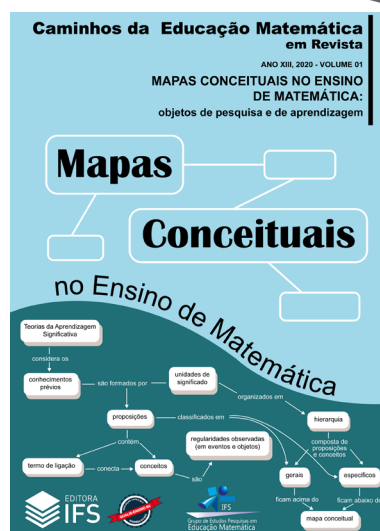 Caminhos da Educação Matemática
em Revista
ANO XIII, 2020 - VOLUME 01
MAPAS CONCEITUAIS NO ENSINO
DE MATEMÁTICA:
objetos de pesquisa e de aprendizagem
Mapas
Conceituais
no Ensino de Matemática
Teorias da Aprendizagem
Significativa
considera os
conhecimentos
prévios
são formados por
unidades de
significado
organizados em
hierarquia
proposições
classificados em
composta de
proposições
e conceitos
contém
regularidades observadas
(em eventos e objetos)
termo de ligação
conecta
conceitos
são
gerais
específicos
ficam acima do
ficam abaixo do
mapa conceitual
EDITORA
IFS
IFS
Grupo de Estudos Pesquisas em
Educação Matemática